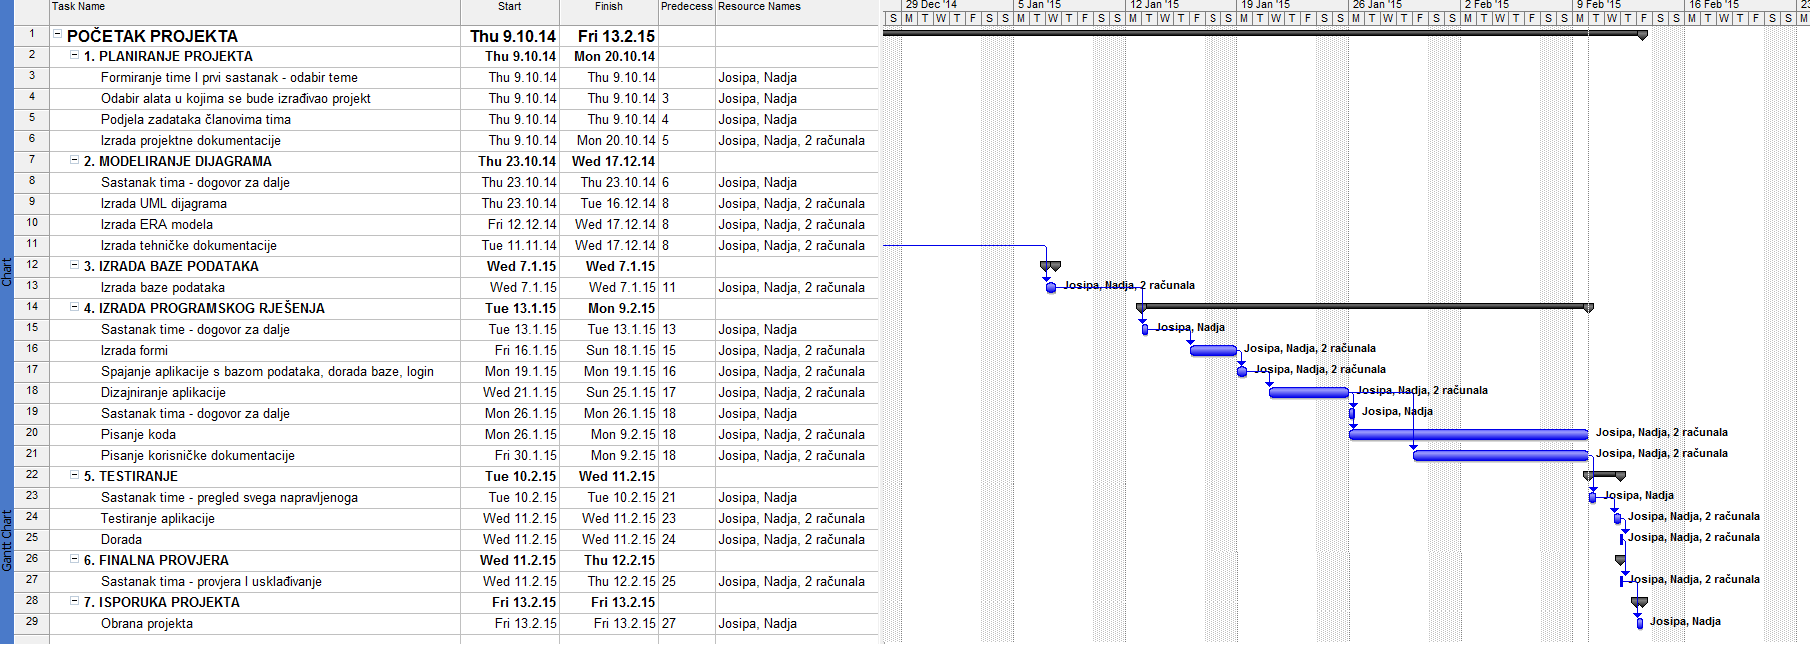 Task Name Start Finish Predecess Resource Names
29 Dec '14 5 Jan '15 12 Jan '15 19 Jan '15 26 Jan '15 2 Feb '15 9 Feb '15 16 Feb '15 23
S M T W T F S S M T W T F S S M T W T F S S M T W T F S S M T W T F S S M T W T F S S M T W T F S S M T W T F S S M
1 POČETAK PROJEKTA Thu 9.10.14 Fri 13.2.15
2 1. PLANIRANJE PROJEKTA Thu 9.10.14 Mon 20.10.14
3 Formiranje time I prvi sastanak - odabir teme Thu 9.10.14 Thu 9.10.14 Josipa, Nadja
4 Odabir alata u kojima se bude izrađivao projekt Thu 9.10.14 Thu 9.10.14 3 Josipa, Nadja
5 Podjela zadataka članovima tima Thu 9.10.14 Thu 9.10.14 4 Josipa, Nadja
6 Izrada projektne dokumentacije Thu 9.10.14 Mon 20.10.14 5 Josipa, Nadja, 2 računala
7 2. MODELIRANJE DIJAGRAMA Thu 23.10.14 Wed 17.12.14
8 Sastanak tima - dogovor za dalje Thu 23.10.14 Thu 23.10.14 6 Josipa, Nadja
9 Izrada UML dijagrama Thu 23.10.14 Tue 16.12.14 8 Josipa, Nadja, 2 računala
10 Izrada ERA modela Fri 12.12.14 Wed 17.12.14 8 Josipa, Nadja, 2 računala
11 Izrada tehničke dokumentacije Tue 11.11.14 Wed 17.12.14 8 Josipa, Nadja, 2 računala
12 3. IZRADA BAZE PODATAKA Wed 7.1.15 Wed 7.1.15
13 Izrada baze podataka Wed 7.1.15 Wed 7.1.15 11 Josipa, Nadja, 2 računala Josipa, Nadja, 2 računala
14 4. IZRADA PROGRAMSKOG RJEŠENJA Tue 13.1.15 Mon 9.2.15
15 Sastanak time - dogovor za dalje Tue 13.1.15 Tue 13.1.15 13 Josipa, Nadja Josipa, Nadja
16 Izrada formi Fri 16.1.15 Sun 18.1.15 15 Josipa, Nadja, 2 računala Josipa, Nadja, 2 računala
17 Spajanje aplikacije s bazom podataka, dorada baze, login Mon 19.1.15 Mon 19.1.15 16 Josipa, Nadja, 2 računala Josipa, Nadja, 2 računala
18 Dizajniranje aplikacije Wed 21.1.15 Sun 25.1.15 17 Josipa, Nadja, 2 računala Josipa, Nadja, 2 računala
19 Sastanak tima - dogovor za dalje Mon 26.1.15 Mon 26.1.15 18 Josipa, Nadja Josipa, Nadja
20 Pisanje koda Mon 26.1.15 Mon 9.2.15 18 Josipa, Nadja, 2 računala Josipa, Nadja, 2 računala
21 Pisanje korisničke dokumentacije Fri 30.1.15 Mon 9.2.15 18 Josipa, Nadja, 2 računala Josipa, Nadja, 2 računala
22 5. TESTIRANJE Tue 10.2.15 Wed 11.2.15
23 Sastanak time - pregled svega napravljenoga Tue 10.2.15 Tue 10.2.15 21 Josipa, Nadja Josipa, Nadja
24 Testiranje aplikacije Wed 11.2.15 Wed 11.2.15 23 Josipa, Nadja, 2 računala Josipa, Nadja, 2 računala
25 Dorada Wed 11.2.15 Wed 11.2.15 24 Josipa, Nadja, 2 računala Josipa, Nadja, 2 računala
26 6. FINALNA PROVJERA Wed 11.2.15 Thu 12.2.15
27 Sastanak tima - provjera I usklađivanje Wed 11.2.15 Thu 12.2.15 25 Josipa, Nadja, 2 računala Josipa, Nadja, 2 računala
28 7. ISPORUKA PROJEKTA Fri 13.2.15 Fri 13.2.15
29 Obrana projekta Fri 13.2.15 Fri 13.2.15 27 Josipa, Nadja Josipa, Nadja
Chart
Gantt Chart